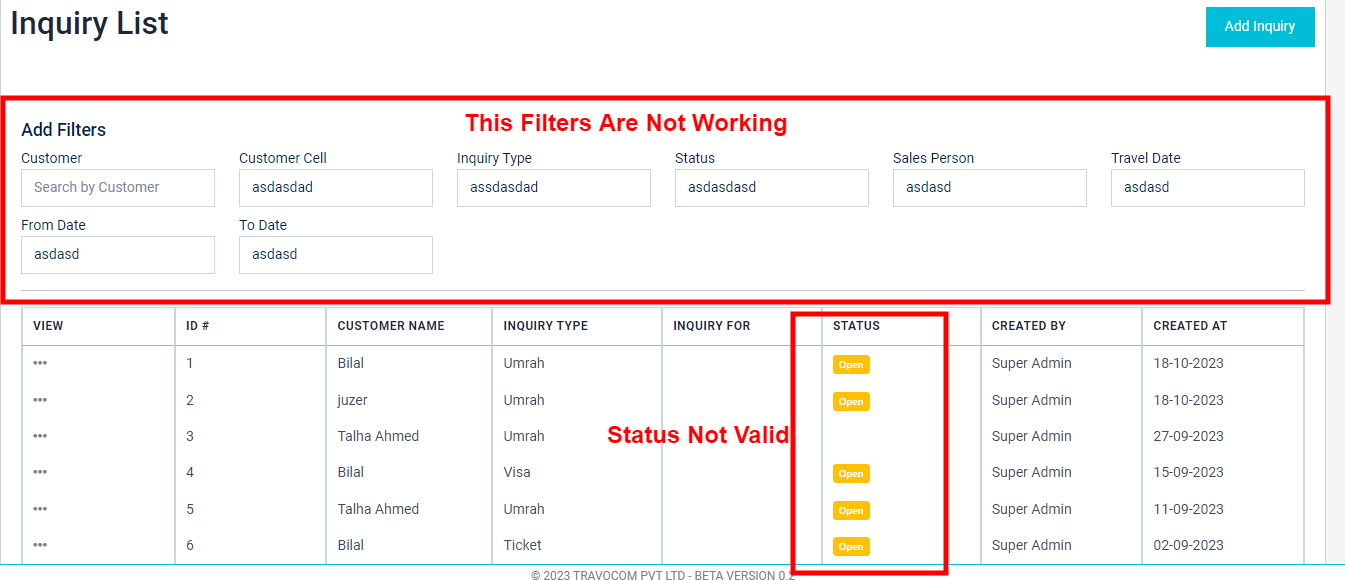 Inquiry List
Add Inquiry
Add Filters
This Filters Are Not Working
Customer Customer Cell Inquiry Type Status Sales Person Travel Date
Search by Customer asdasdad assdasdad asdasdasd asdasd asdasd
From Date To Date
asdasd asdasd
VIEW ID # CUSTOMER NAME INQUIRY TYPE INQUIRY FOR STATUS CREATED BY CREATED AT
••• 1 Bilal Umrah Open Super Admin 18-10-2023
••• 2 juzer Umrah Open Super Admin 18-10-2023
••• 3 Talha Ahmed Umrah Super Admin 27-09-2023
Status Not Valid
••• 4 Bilal Visa Open Super Admin 15-09-2023
••• 5 Talha Ahmed Umrah Open Super Admin 11-09-2023
••• 6 Bilal Ticket Open Super Admin 02-09-2023
© 2023 TRAVOCOM PVT LTD - BETA VERSION 0.2